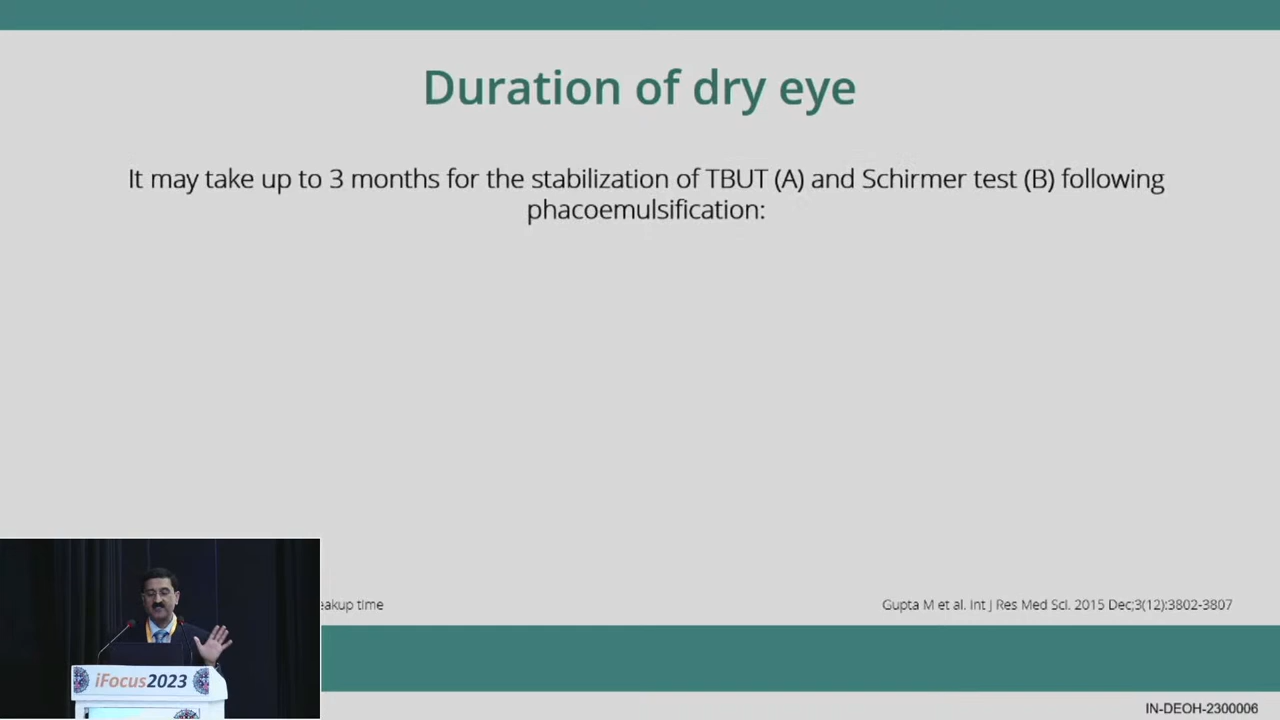 Duration of dry eye
It may take up to 3 months for the stabilization of TBUT (A) and Schirmer test (B) following
phacoemulsification:
time
Gupta M et al. Int J Res Med Sci. 2015 Dec;3(12):3802-3807
iFocus2023
IN-DEOH-2300006